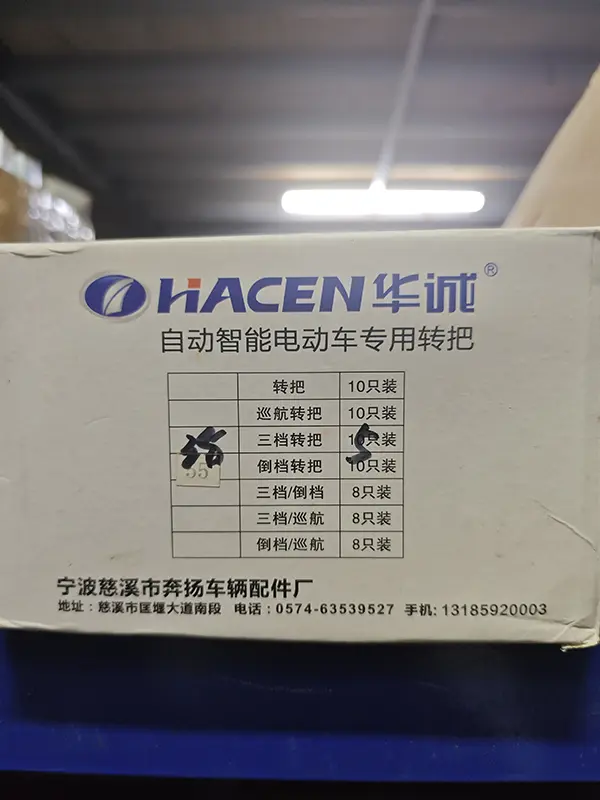 HACEN华诚®
自动智能电动车专用转把
转把 10只装
巡航转把 10只装
三档转把 10只装
55 倒档转把 10只装
三档/倒档 8只装
三档/巡航 8只装
倒档/巡航 8只装
宁波慈溪市奔扬车辆配件厂
地址：慈溪市匡堰大道南段 电话：0574-63539527 手机: 13185920003